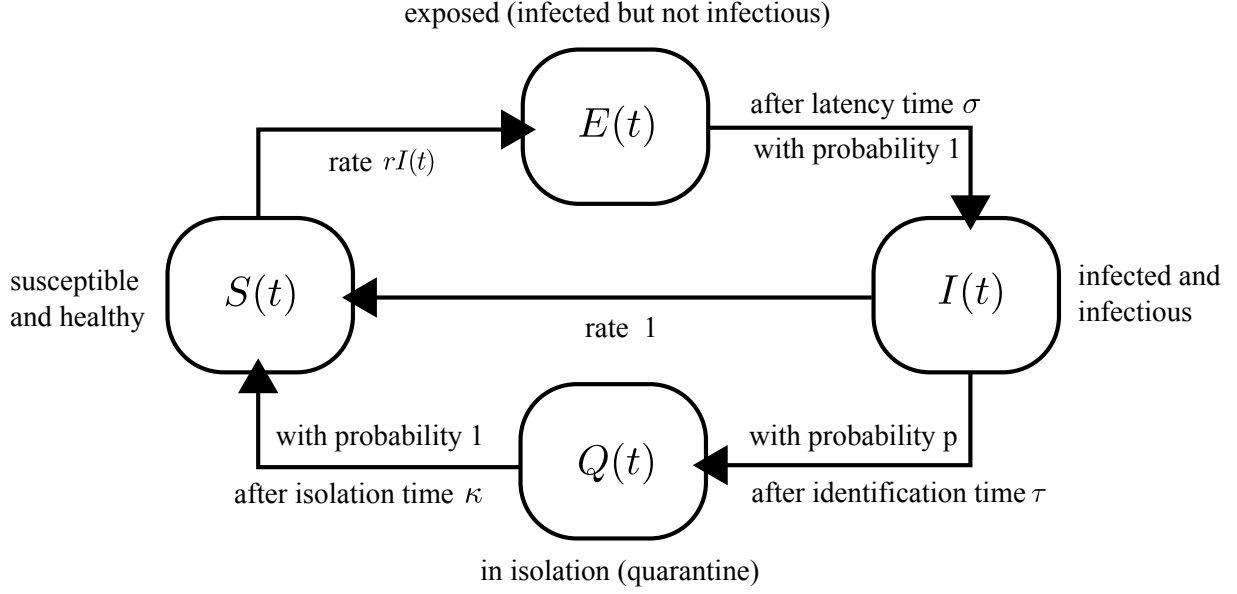 exposed (infected but not infectious)
E(t)
after latency time σ
with probability 1
rate rI(t)
susceptible
and healthy
S(t)
I(t)
infected and
infectious
rate 1
Q(t)
with probability 1
after isolation time κ
with probability p
after identification time τ
in isolation (quarantine)